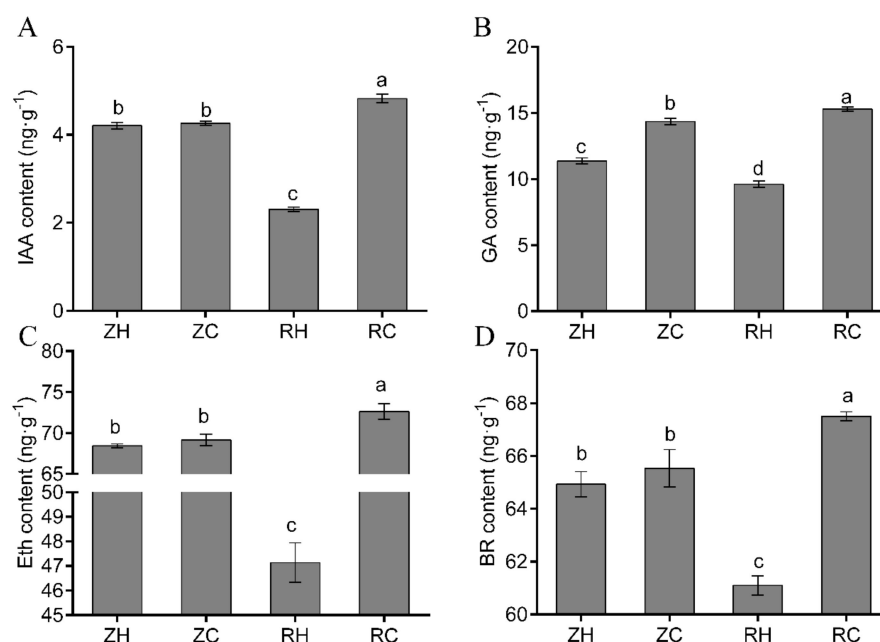 A
IAA content (ng·g⁻¹)
6
4
2
0
b
b
c
a
ZH ZC RH RC
B
GA content (ng·g⁻¹)
20
15
10
5
0
c
b
d
a
ZH ZC RH RC
C
Eth content (ng·g⁻¹)
80
75
70
65
50
49
48
47
46
45
b
b
c
a
ZH ZC RH RC
D
BR content (ng·g⁻¹)
70
68
66
64
62
60
b
b
c
a
ZH ZC RH RC